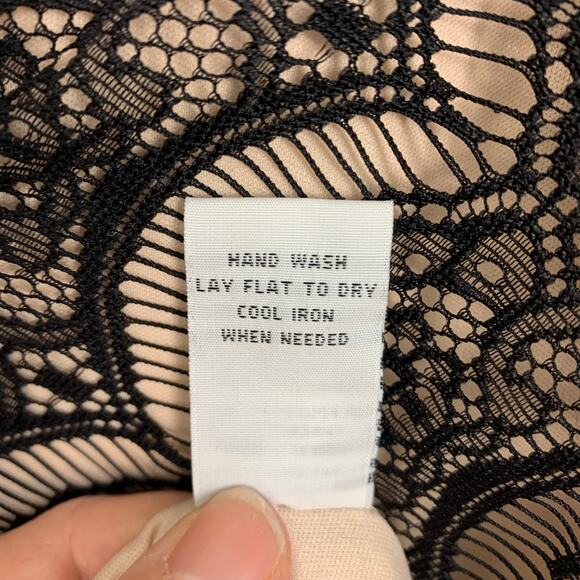 HAND WASH
LAY FLAT TO DRY
COOL IRON
WHEN NEEDED